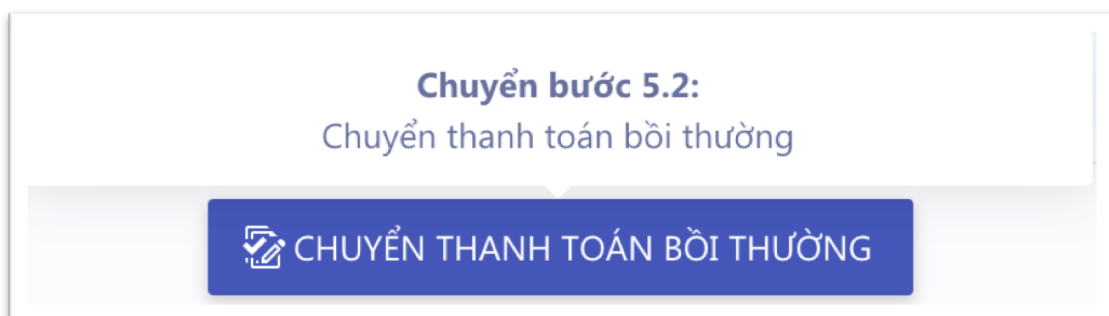 Chuyển bước 5.2:
Chuyển thanh toán bồi thường
CHUYỂN THANH TOÁN BỒI THƯỜNG